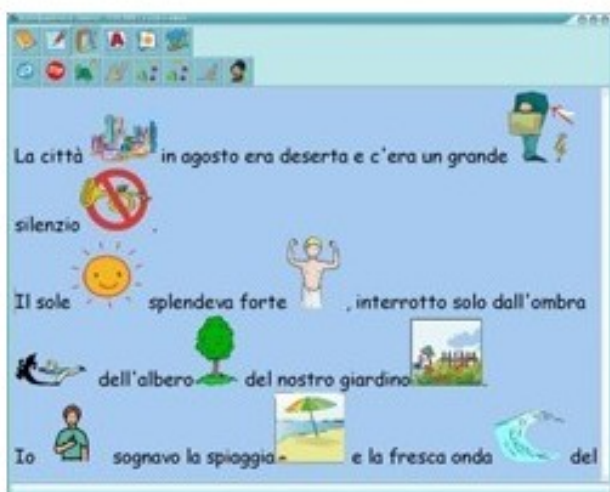 La città in agosto era deserta e c'era un grande
silenzio .
Il sole splendeva forte , interrotto solo dall'ombra
dell'albero del nostro giardino .
Io sognavo la spiaggia e la fresca onda del